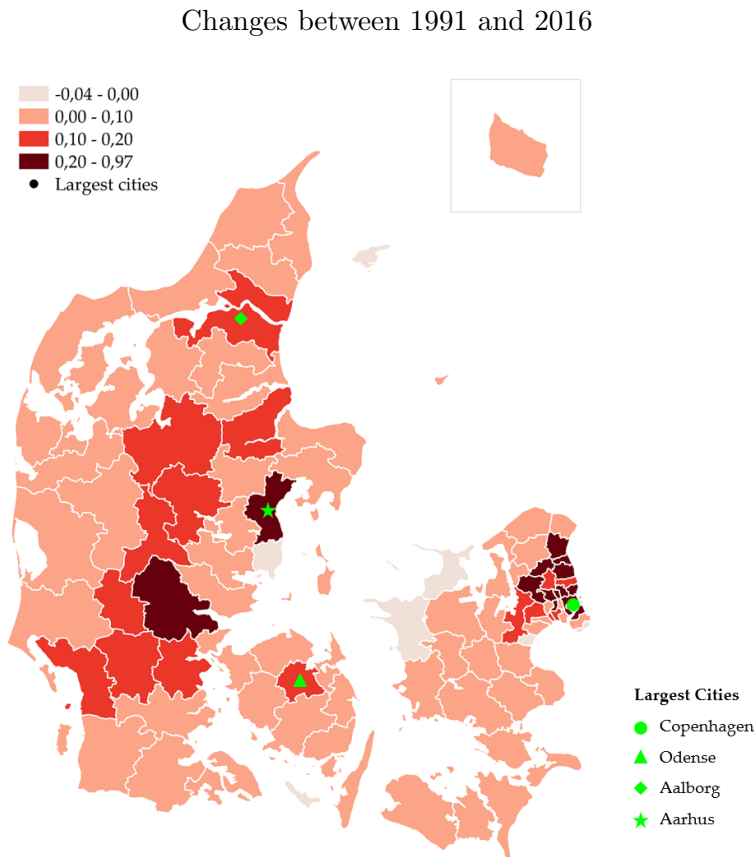 Changes between 1991 and 2016
-0,04 - 0,00
0,00 - 0,10
0,10 - 0,20
0,20 - 0,97
Largest cities
Largest Cities
Copenhagen
Odense
Aalborg
Aarhus